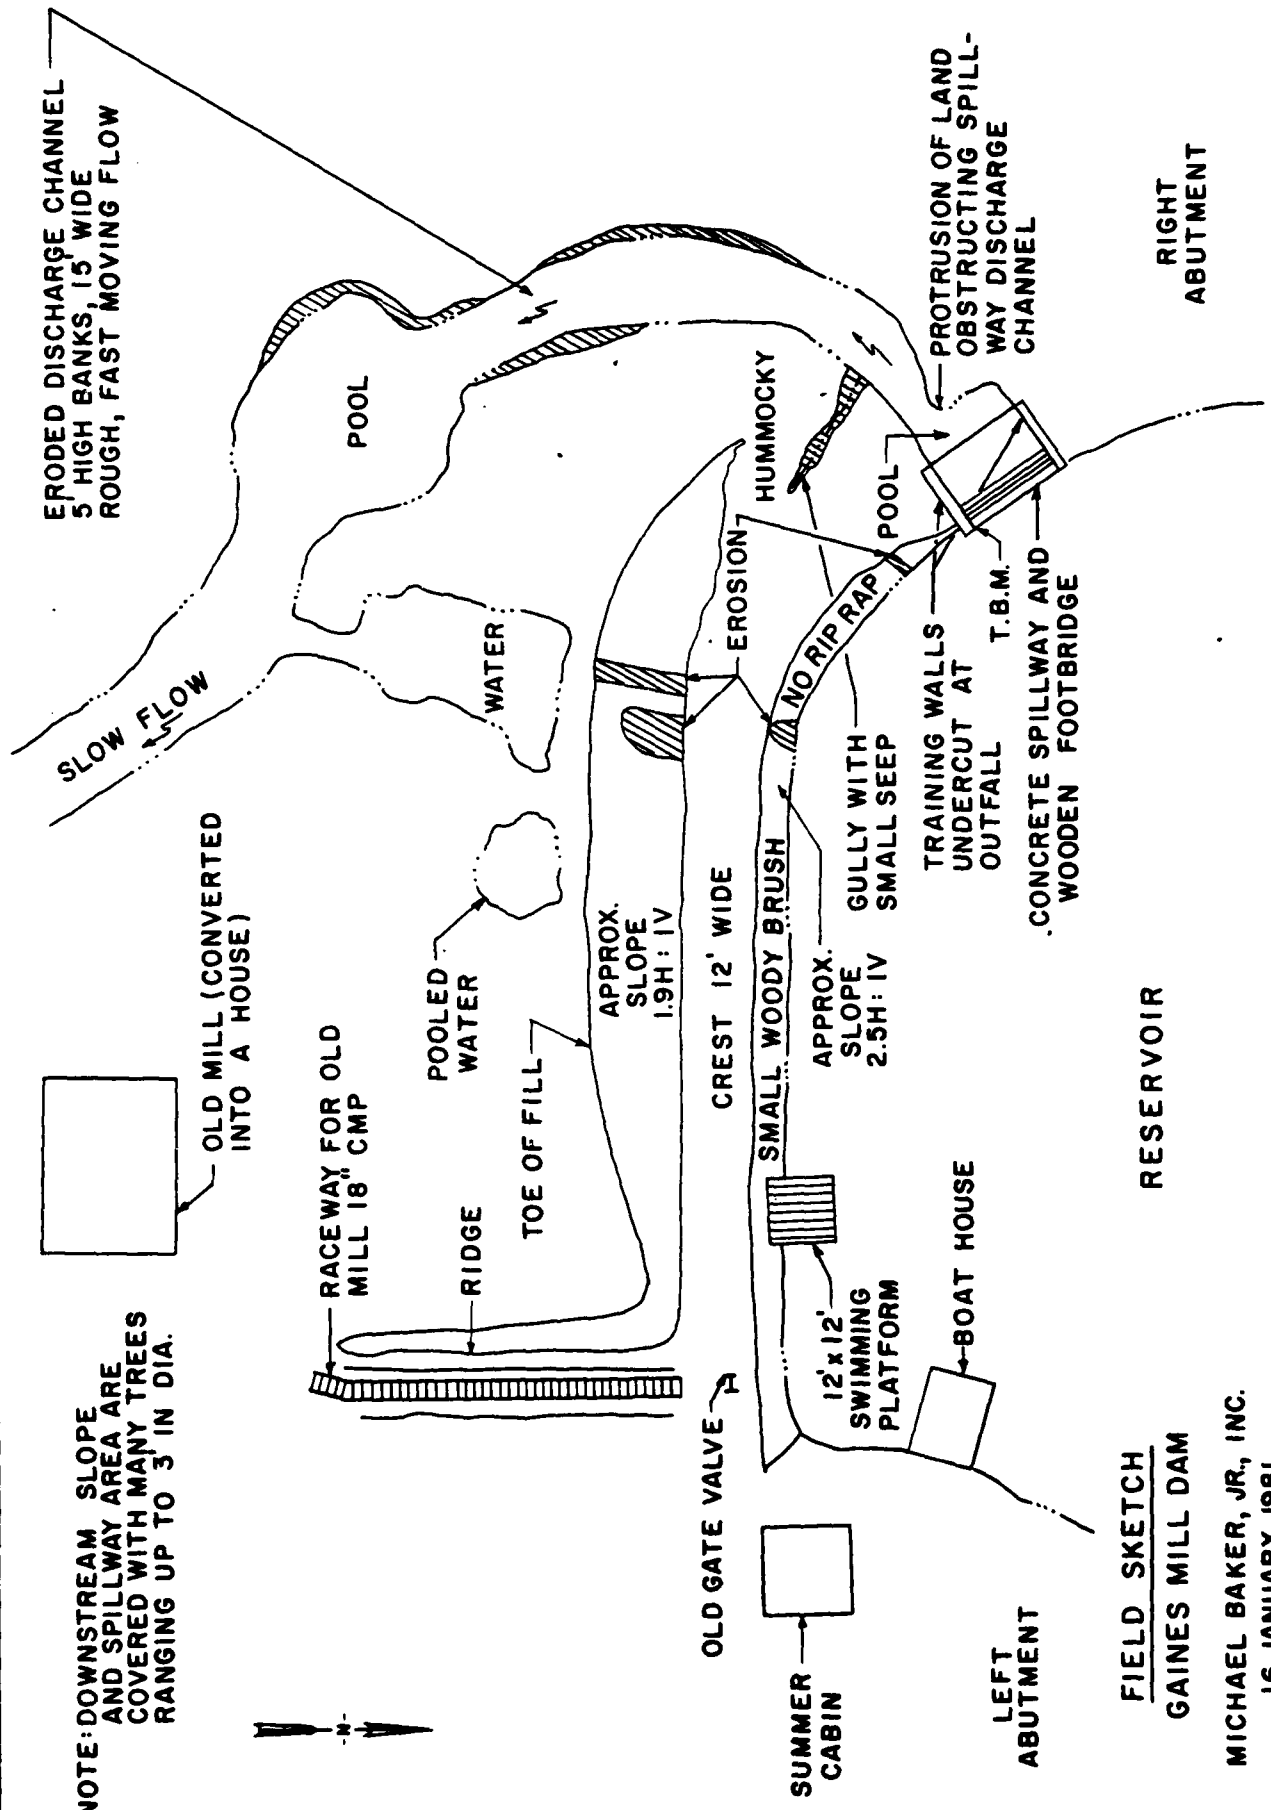 NOTE: DOWNSTREAM SLOPE
AND SPILLWAY AREA ARE
COVERED WITH MANY TREES
RANGING UP TO 3' IN DIA.
-N-
OLD MILL (CONVERTED
INTO A HOUSE)
SLOW FLOW
ERODED DISCHARGE CHANNEL
5' HIGH BANKS, 15' WIDE
ROUGH, FAST MOVING FLOW
POOL
RACEWAY FOR OLD
MILL 18" CMP
POOLED
WATER
WATER
RIDGE
TOE OF FILL
APPROX.
SLOPE
1.9H: 1V
EROSION
HUMMOCKY
OLD GATE VALVE
CREST 12' WIDE
SMALL WOODY BRUSH
NO RIP RAP
POOL
PROTRUSION OF LAND
OBSTRUCTING SPILL-
WAY DISCHARGE
CHANNEL
SUMMER
CABIN
12' x 12'
SWIMMING
PLATFORM
APPROX.
SLOPE
2.5H: 1V
GULLY WITH
SMALL SEEP
TRAINING WALLS
UNDERCUT AT
OUTFALL
T.B.M.
CONCRETE SPILLWAY AND
WOODEN FOOTBRIDGE
BOAT HOUSE
LEFT
ABUTMENT
RESERVOIR
RIGHT
ABUTMENT
FIELD SKETCH
GAINES MILL DAM
MICHAEL BAKER, JR., INC.
16 JANUARY 1981